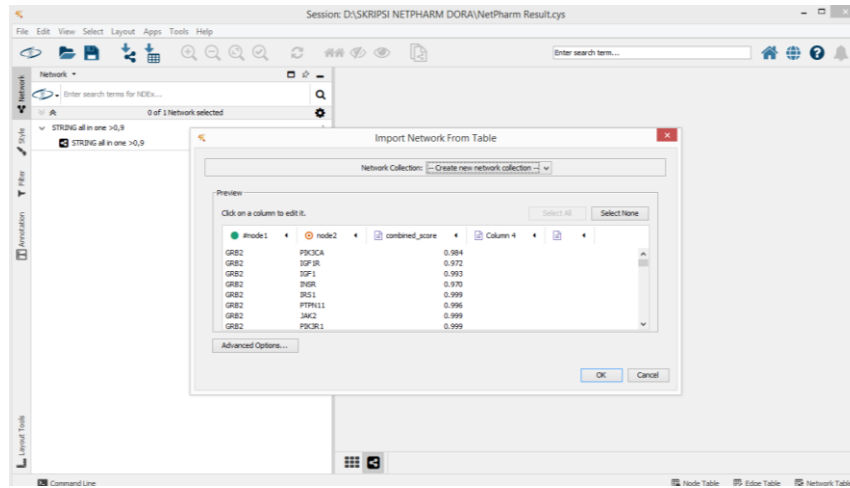 Session: D:\SKRIPSI NETPHARM DORA\NetPharm Result.cys
File Edit View Select Layout Apps Tools Help
Enter search term...
Network
Enter search terms for NDEx...
0 of 1 Network selected
STRING all in one >0,9
STRING all in one >0,9
Network
Style
Filter
Annotation
Layout Tools
Import Network From Table
Network Collection: -- Create new network collection --
Preview
Click on a column to edit it.
Select All Select None
#node1 node2 combined_score Column 4
GRB2 PIK3CA 0.984
GRB2 IGF1R 0.972
GRB2 IGF1 0.993
GRB2 INSR 0.970
GRB2 IRS1 0.999
GRB2 PTPN11 0.996
GRB2 JAK2 0.999
GRB2 PIK3R1 0.999
Advanced Options...
OK Cancel
Command Line
Node Table Edge Table Network Table